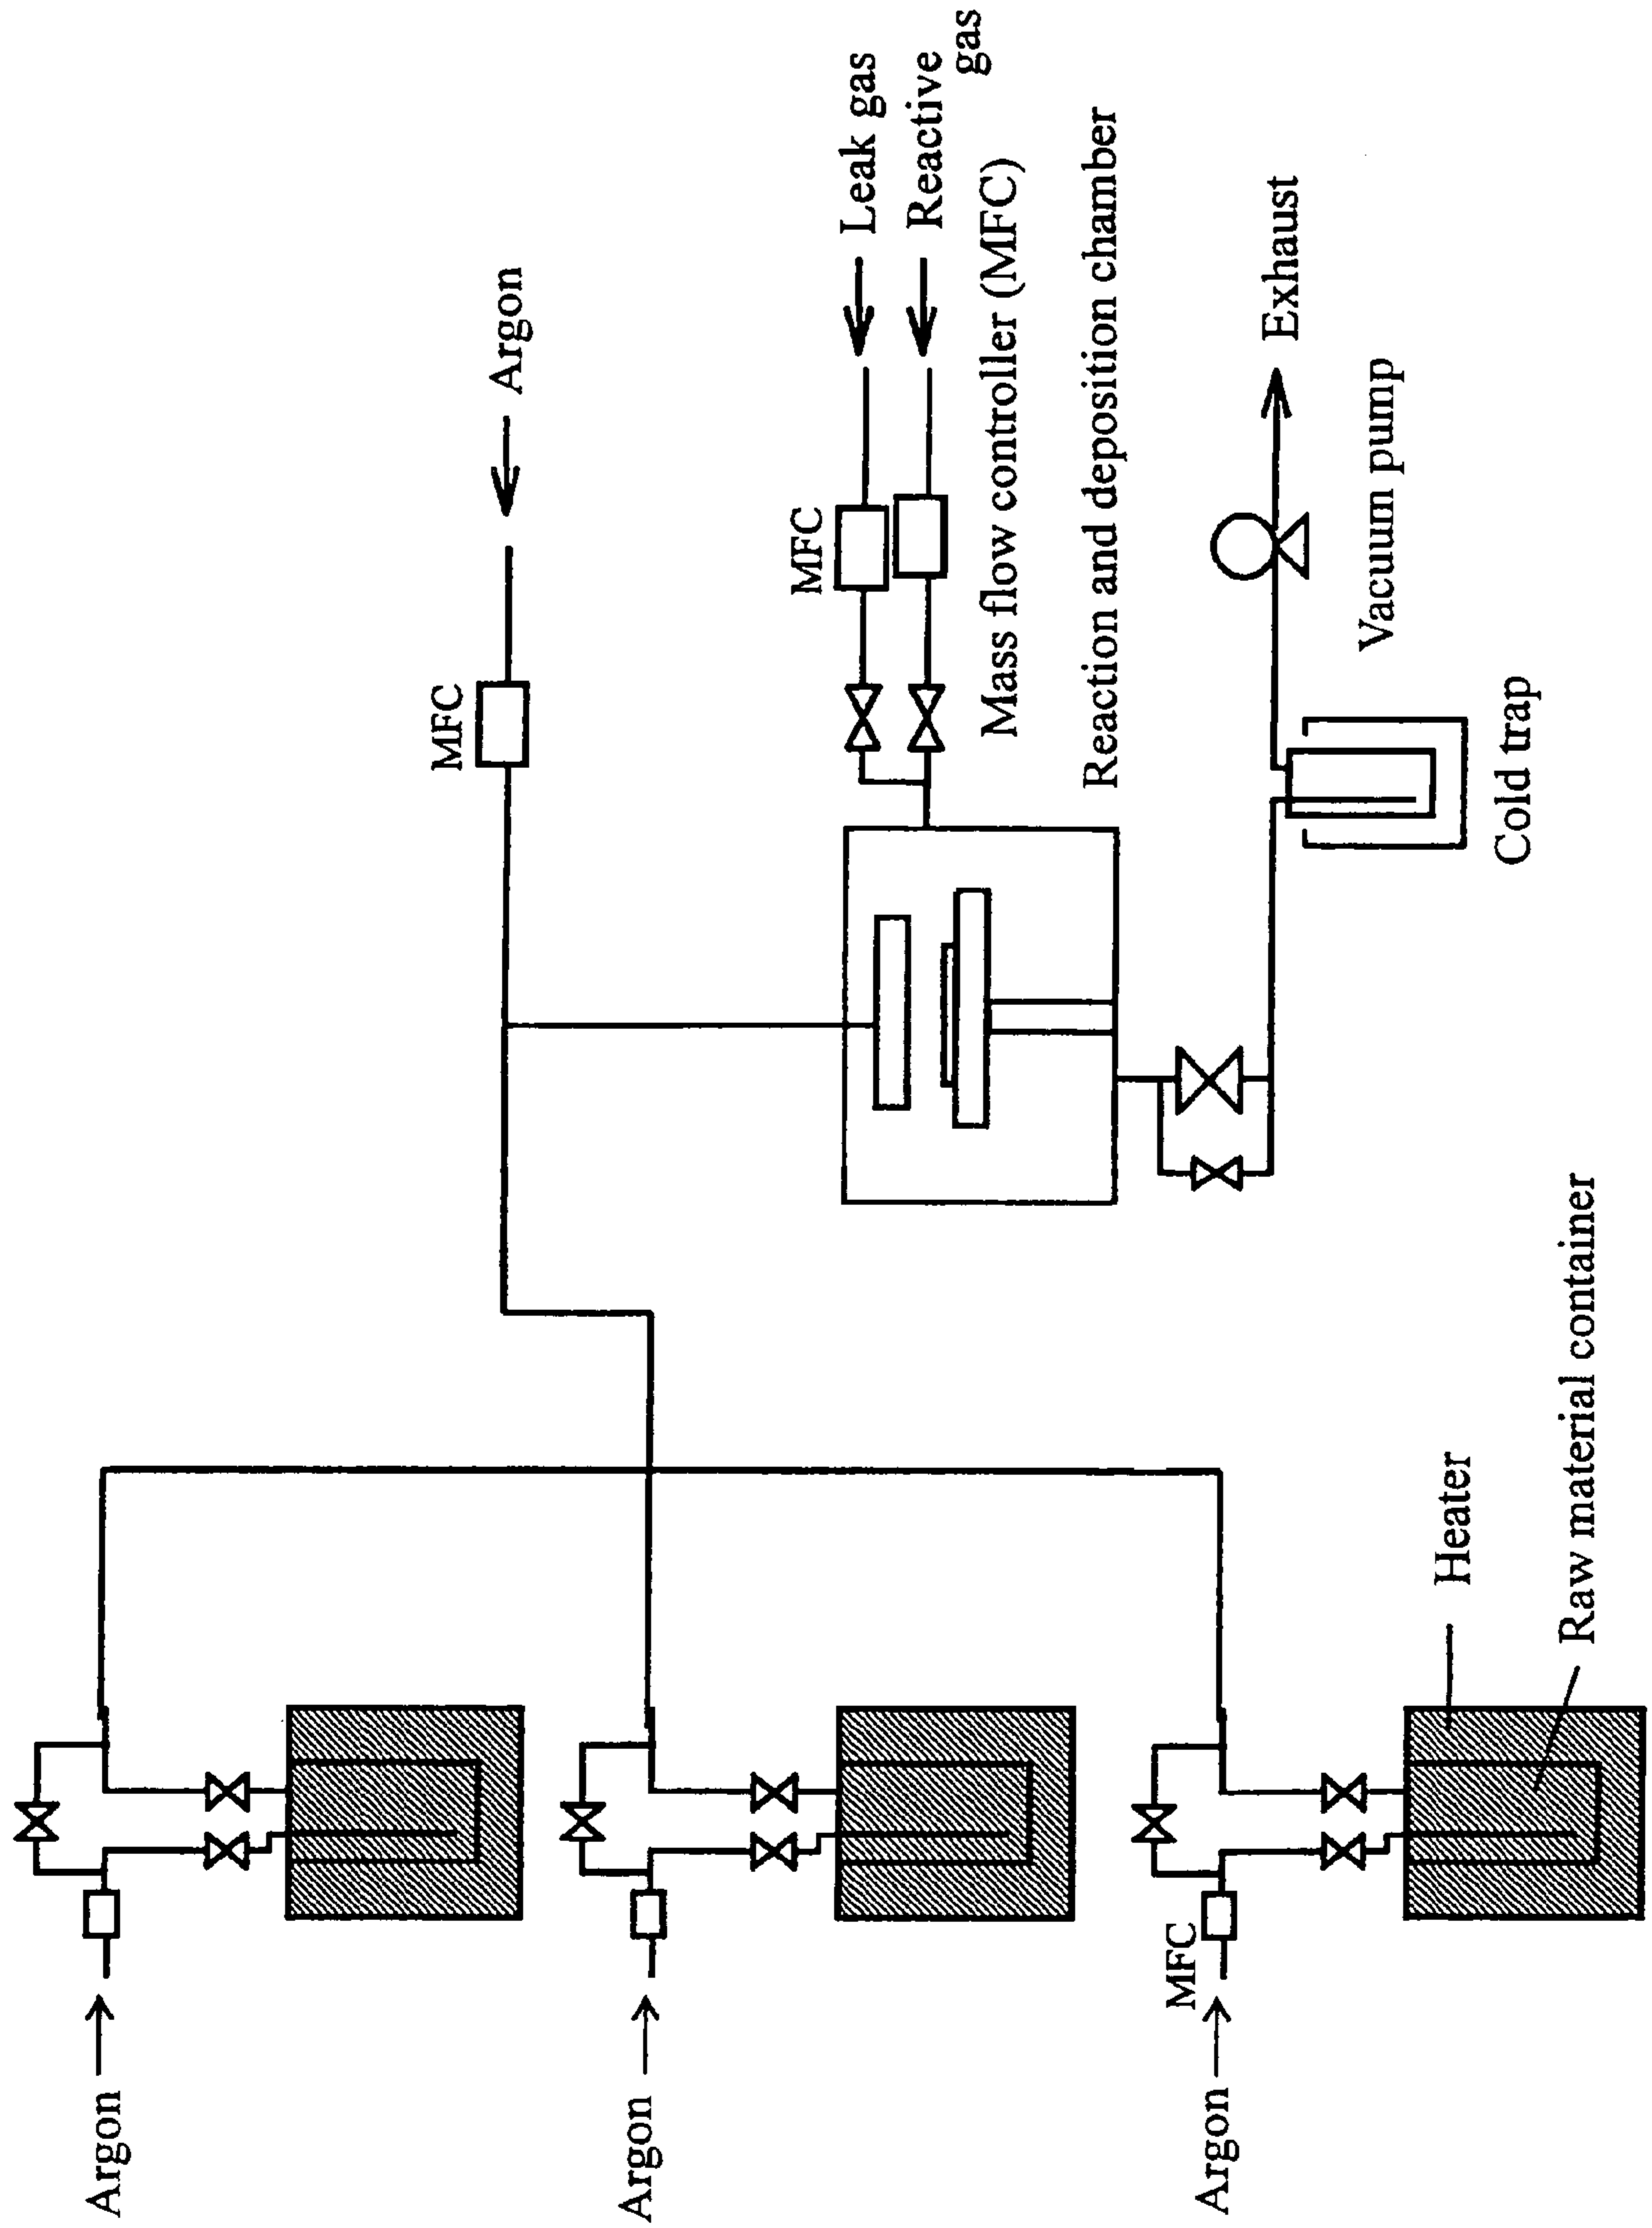 Argon
Argon
MFC
Argon
MFC
Argon
MFC
Leak gas
Reactive
gas
Mass flow controller (MFC)
Reaction and deposition chamber
Exhaust
Vacuum pump
Cold trap
Heater
Raw material container